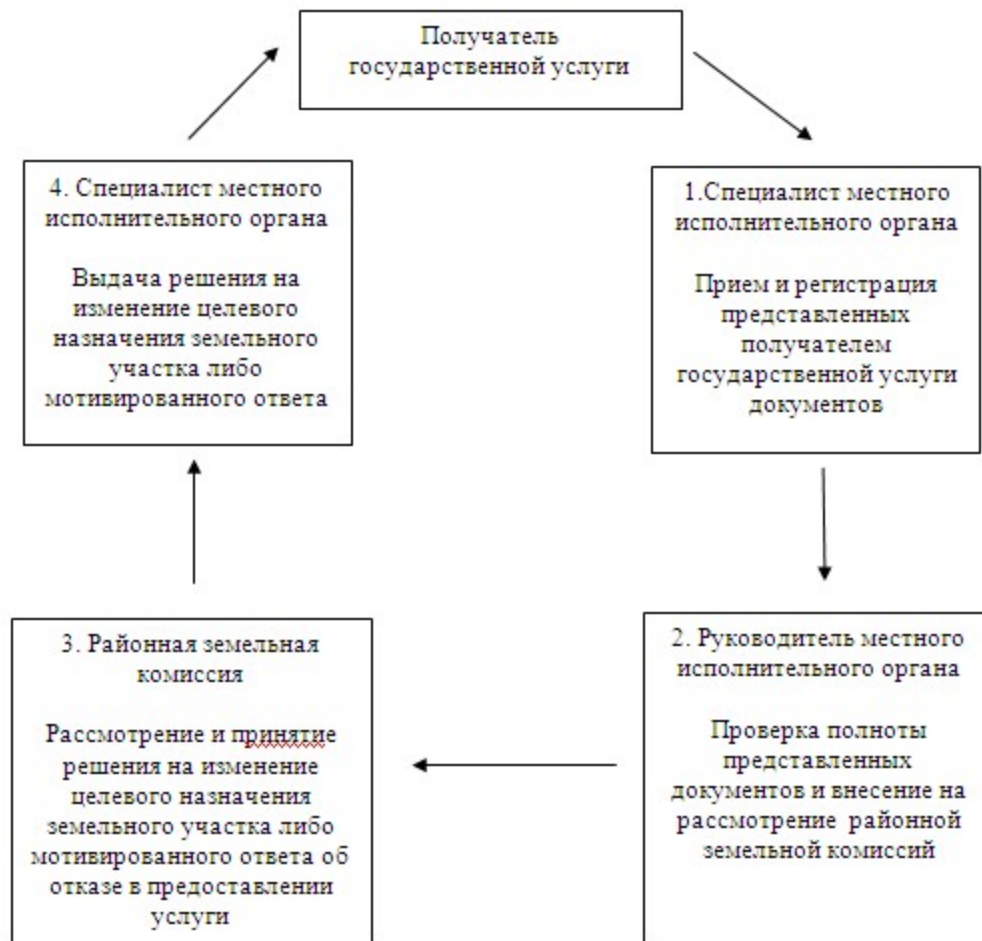 Получатель
государственной услуги
4. Специалист местного
исполнительного органа
Выдача решения на
изменение целевого
назначения земельного
участка либо
мотивированного ответа
1.Специалист местного
исполнительного органа
Прием и регистрация
представленных
получателем
государственной услуги
документов
3. Районная земельная
комиссия
Рассмотрение и принятие
решения на изменение
целевого назначения
земельного участка либо
мотивированного ответа об
отказе в предоставлении
услуги
2. Руководитель местного
исполнительного органа
Проверка полноты
представленных
документов и внесение на
рассмотрение районной
земельной комиссий